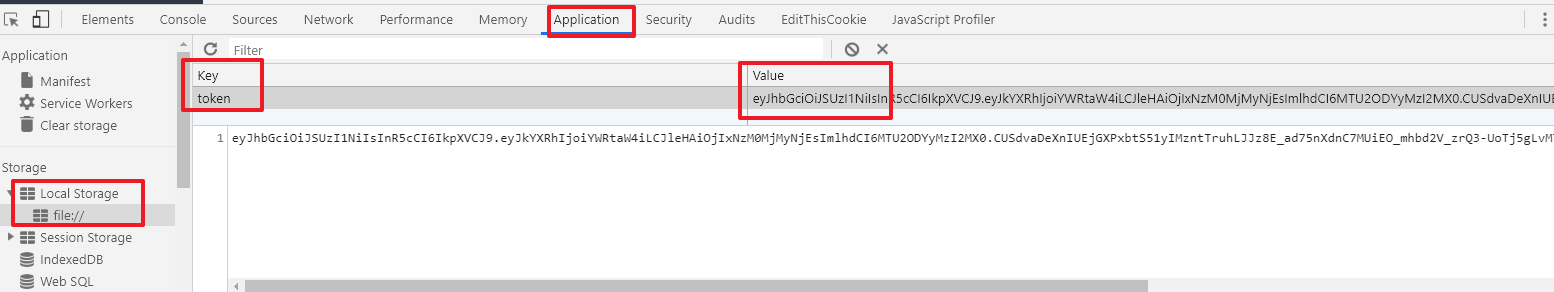 Elements Console Sources Network Performance Memory Application Security Audits EditThisCookie JavaScript Profiler
Application
Manifest
Service Workers
Clear storage
Storage
Local Storage
file://
Session Storage
IndexedDB
Web SQL
Filter
Key Value
token eyJhbGciOiJSUzI1NiIsInR5cCI6IkpXVCJ9.eyJkYXRhIjoiYWRtaW4iLCJleHAiOjIxNzM0MjMyNjEsImlhdCI6MTU2ODYyMzI2MX0.CUSdvaDeXnIUE
1 eyJhbGciOiJSUzI1NiIsInR5cCI6IkpXVCJ9.eyJkYXRhIjoiYWRtaW4iLCJleHAiOjIxNzM0MjMyNjEsImlhdCI6MTU2ODYyMzI2MX0.CUSdvaDeXnIUEjGXPxbtS51yIMzntTruhLJJz8E_ad75nXdnC7MUiEO_mhbd2V_zrQ3-UoTj5gLvM